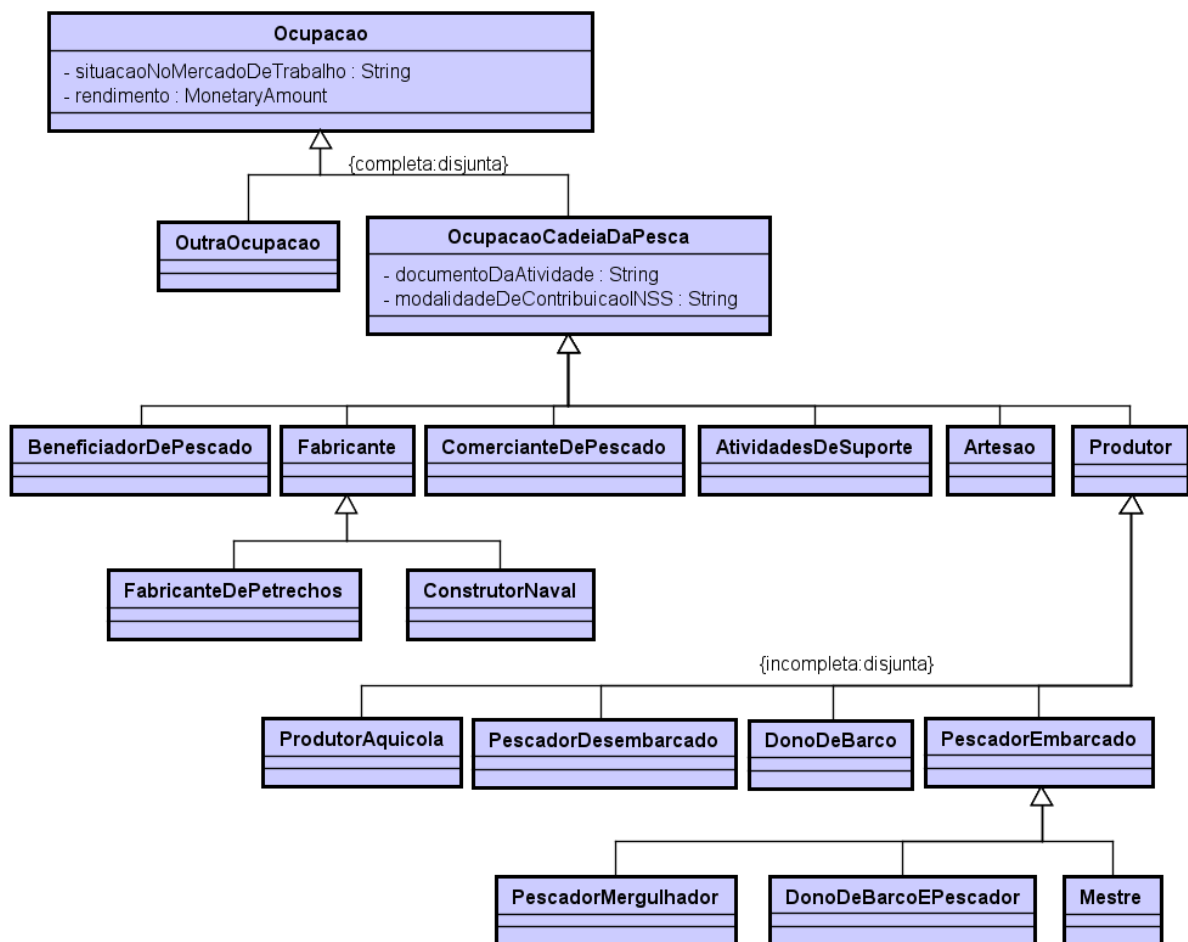 Ocupacao
- situacaoNoMercadoDeTrabalho : String
- rendimento : MonetaryAmount
{completa:disjunta}
OutraOcupacao
OcupacaoCadeiaDaPesca
- documentoDaAtividade : String
- modalidadeDeContribuicaoINSS : String
BeneficiadorDePescado
Fabricante
ComercianteDePescado
AtividadesDeSuporte
Artesao
Produtor
FabricanteDePetrechos
ConstrutorNaval
{incompleta:disjunta}
ProdutorAquicola
PescadorDesembarcado
DonoDeBarco
PescadorEmbarcado
PescadorMergulhador
DonoDeBarcoEPescador
Mestre